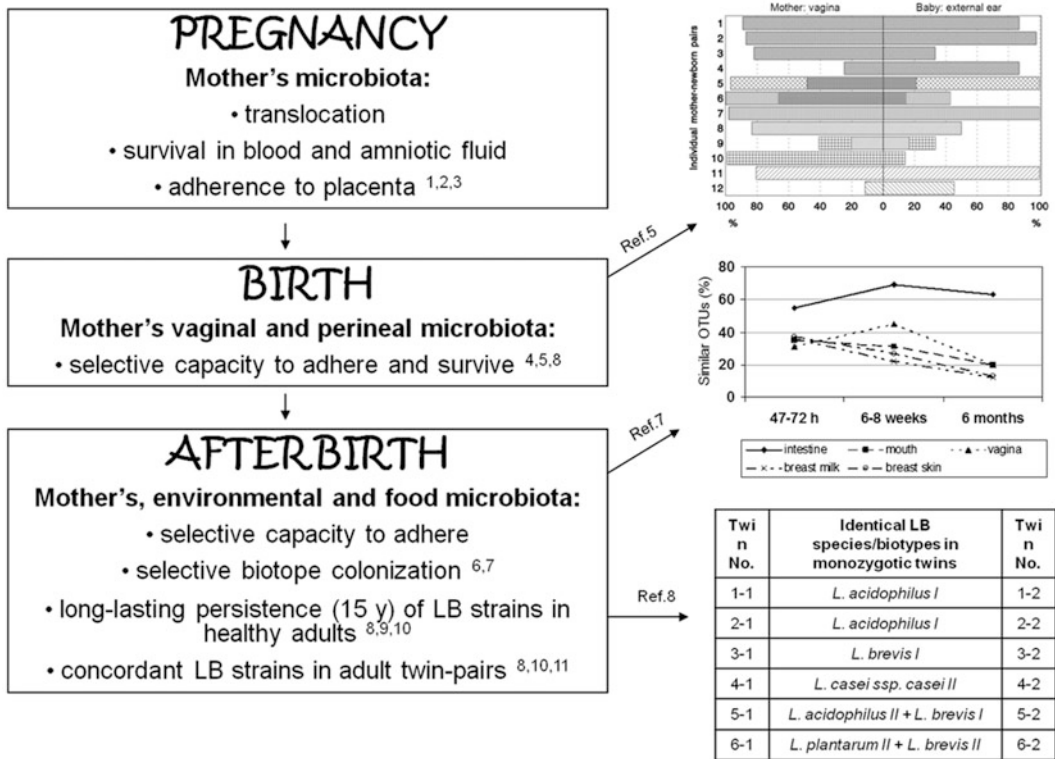 PREGNANCY
Mother's microbiota:
• translocation
• survival in blood and amniotic fluid
• adherence to placenta 1,2,3
BIRTH
Mother's vaginal and perineal microbiota:
• selective capacity to adhere and survive 4,5,8
AFTERBIRTH
Mother's, environmental and food microbiota:
• selective capacity to adhere
• selective biotope colonization 6,7
• long-lasting persistence (15 y) of LB strains in
healthy adults 8,9,10
• concordant LB strains in adult twin-pairs 8,10,11
Ref.5
Ref.7
Ref.8
Mother: vagina Baby: external ear
Individual mother-newborn pairs
1
2
3
4
5
6
7
8
9
10
11
12
100 80 60 40 20 0 20 40 60 80 100
% %
Similar OTUs (%)
80
60
40
20
0
47-72 h 6-8 weeks 6 months
intestine mouth vagina
breast milk breast skin
Twi Identical LB Twi
n species/biotypes in n
No. monozygotic twins No.
1-1 L. acidophilus I 1-2
2-1 L. acidophilus I 2-2
3-1 L. brevis I 3-2
4-1 L. casei ssp. casei II 4-2
5-1 L. acidophilus II + L. brevis I 5-2
6-1 L. plantarum II + L. brevis II 6-2